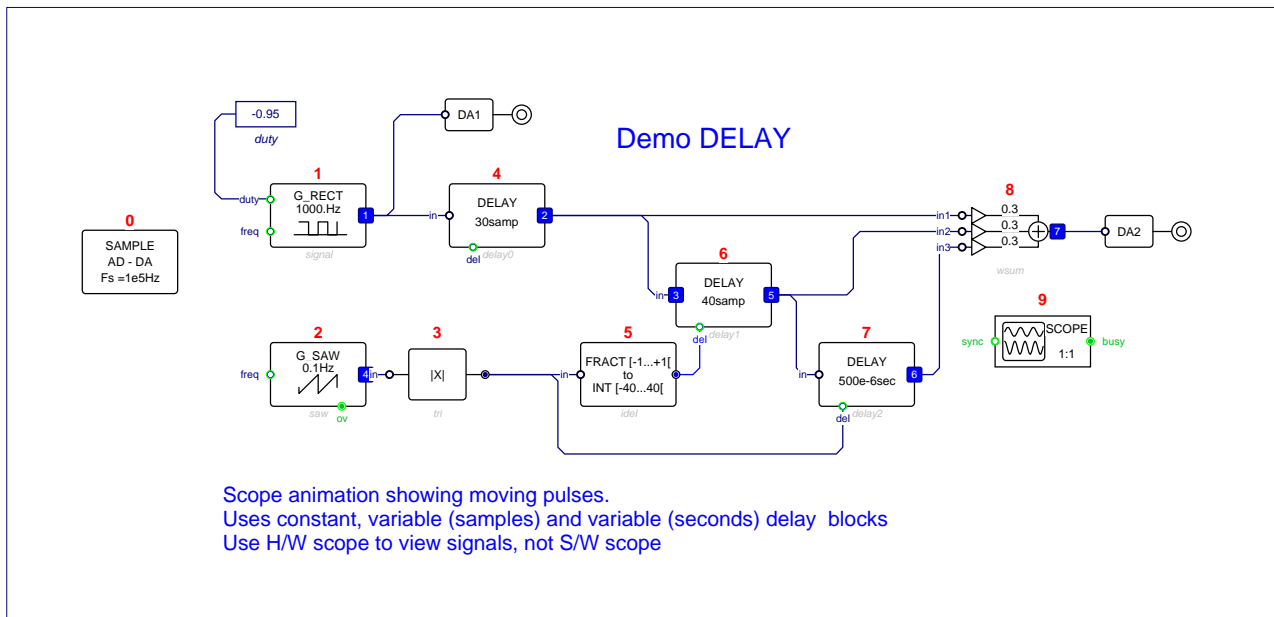 -0.95
duty
DA1
Demo DELAY
1
4
8
duty
G_RECT
1000.Hz
1
freq
signal
in
DELAY
30samp
2
del
delay0
in1
in2
in3
0.3
0.3
0.3
7
wsum
DA2
0
SAMPLE
AD - DA
Fs =1e5Hz
6
in
3
DELAY
40samp
5
del
delay1
9
sync
SCOPE
1:1
busy
2
3
5
7
freq
G_SAW
0.1Hz
4
saw
ov
in
|X|
tri
in
FRACT [-1...+1[
to
INT [-40...40[
idel
in
DELAY
500e-6sec
6
del
delay2
Scope animation showing moving pulses.
Uses constant, variable (samples) and variable (seconds) delay  blocks
Use H/W scope to view signals, not S/W scope